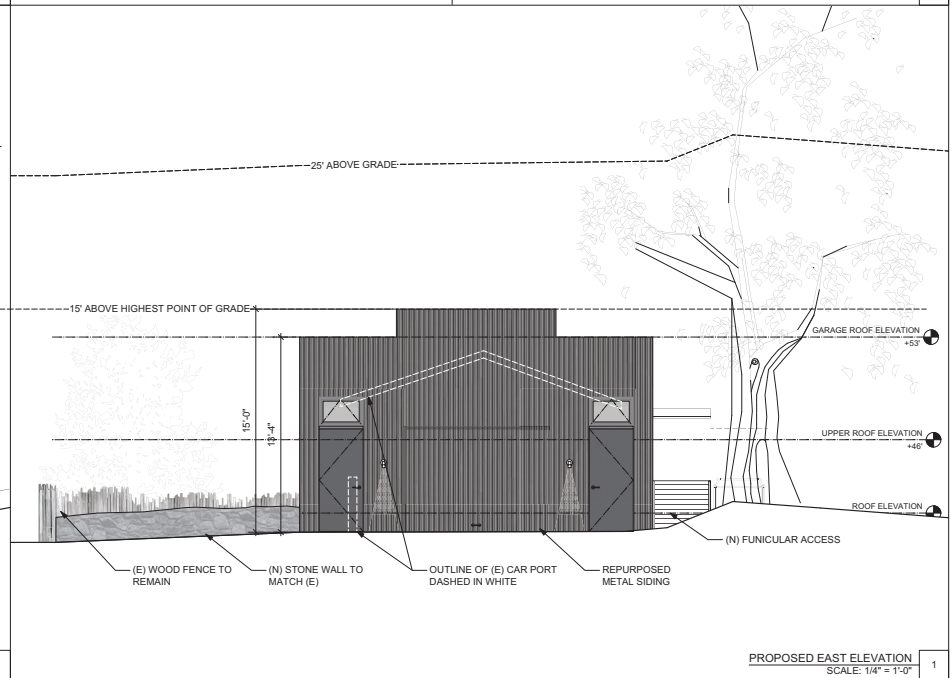 25' ABOVE GRADE
15' ABOVE HIGHEST POINT OF GRADE
GARAGE ROOF ELEVATION
+53'
15'-0"
13'-4"
UPPER ROOF ELEVATION
+46'
ROOF ELEVATION
(N) FUNICULAR ACCESS
(E) WOOD FENCE TO
REMAIN
(N) STONE WALL TO
MATCH (E)
OUTLINE OF (E) CAR PORT
DASHED IN WHITE
REPURPOSED
METAL SIDING
PROPOSED EAST ELEVATION
SCALE: 1/4" = 1'-0"
1